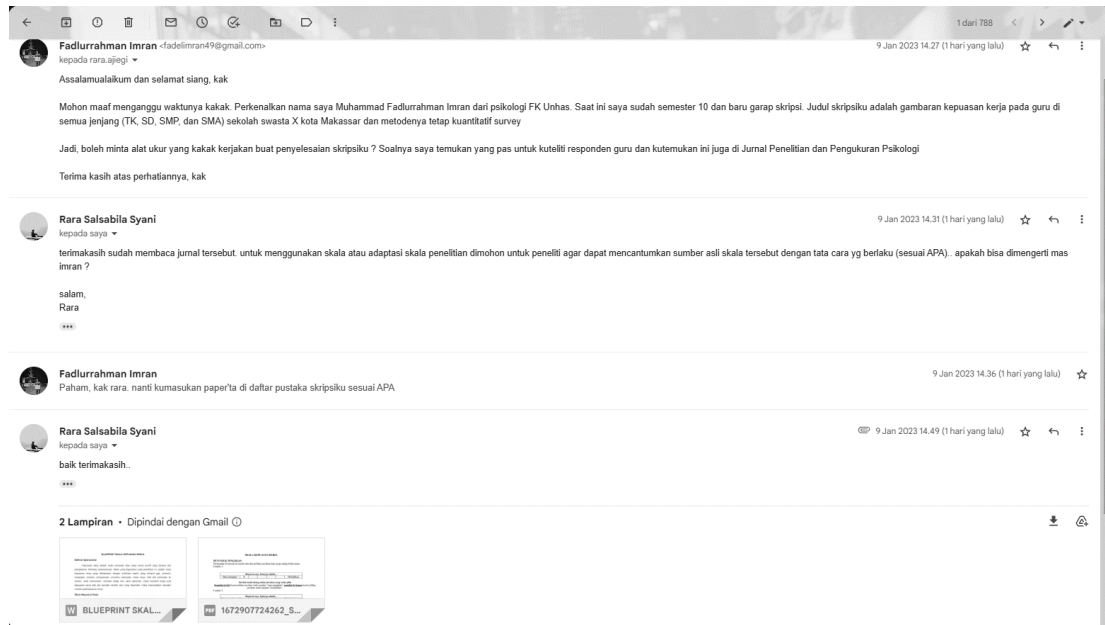 1 dari 788
Fadlurrahman Imran <fadelimran49@gmail.com>
9 Jan 2023 14.27 (1 hari yang lalu)
kepada rara.ajiegi
Assalamualaikum dan selamat siang, kak
Mohon maaf menganggu waktunya kakak. Perkenalkan nama saya Muhammad Fadlurrahman Imran dari psikologi FK Unhas. Saat ini saya sudah semester 10 dan baru garap skripsi. Judul skripsiku adalah gambaran kepuasan kerja pada guru di
semua jenjang (TK, SD, SMP, dan SMA) sekolah swasta X kota Makassar dan metodenya tetap kuantitatif survey
Jadi, boleh minta alat ukur yang kakak kerjakan buat penyelesaian skripsiku ? Soalnya saya temukan yang pas untuk kuteliti responden guru dan kutemukan ini juga di Jurnal Penelitian dan Pengukuran Psikologi
Terima kasih atas perhatiannya, kak
Rara Salsabila Syani
9 Jan 2023 14.31 (1 hari yang lalu)
kepada saya
terimakasih sudah membaca jurnal tersebut. untuk menggunakan skala atau adaptasi skala penelitian dimohon untuk peneliti agar dapat mencantumkan sumber asli skala tersebut dengan tata cara yg berlaku (sesuai APA).. apakah bisa dimengerti mas
imran ?
salam,
Rara
Fadlurrahman Imran
9 Jan 2023 14.36 (1 hari yang lalu)
Paham, kak rara. nanti kumasukan paper'ta di daftar pustaka skripsiku sesuai APA
Rara Salsabila Syani
9 Jan 2023 14.49 (1 hari yang lalu)
kepada saya
baik terimakasih..
2 Lampiran • Dipindai dengan Gmail
W BLUEPRINT SKAL...
PDF 1672907724262_S...